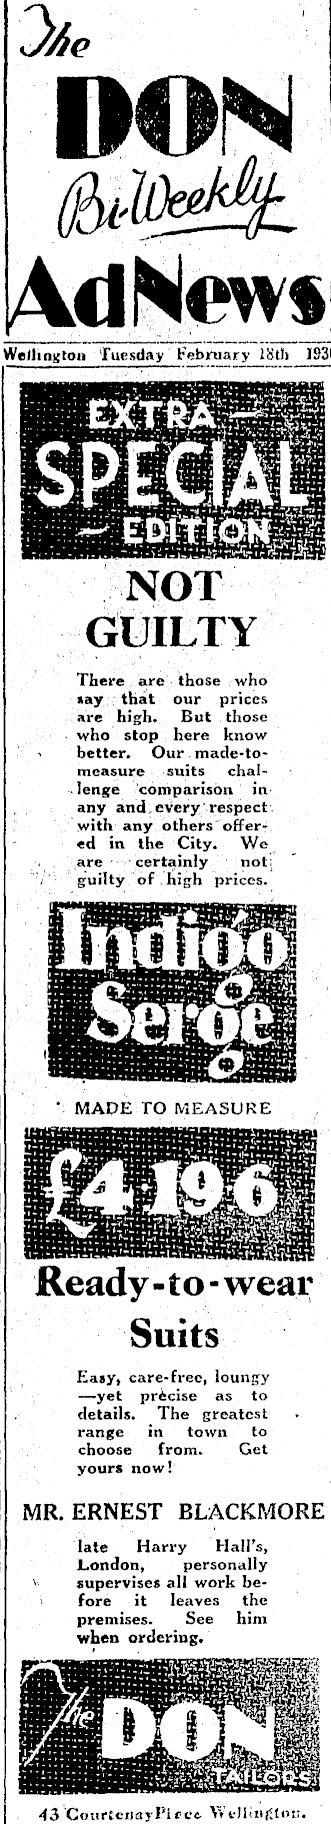 The
DON
Bi-Weekly
AdNews
Wellington Tuesday February 18th 193
EXTRA —
SPECIAL
— EDITION
NOT
GUILTY
There are those who
say that our prices
are high. But those
who stop here know
better. Our made-to-
measure suits chal-
lenge comparison in
any and every respect
with any others offer-
ed in the City. We
are certainly not
guilty of high prices.
Indigo
Serge
MADE TO MEASURE
£4·19·6
Ready-to-wear
Suits
Easy, care-free, loungy
—yet precise as to
details. The greatest
range in town to
choose from. Get
yours now!
MR. ERNEST BLACKMORE
late Harry Hall's,
London, personally
supervises all work be-
fore it leaves the
premises. See him
when ordering.
The
DON
TAILORS
43 Courtenay Place Wellington.